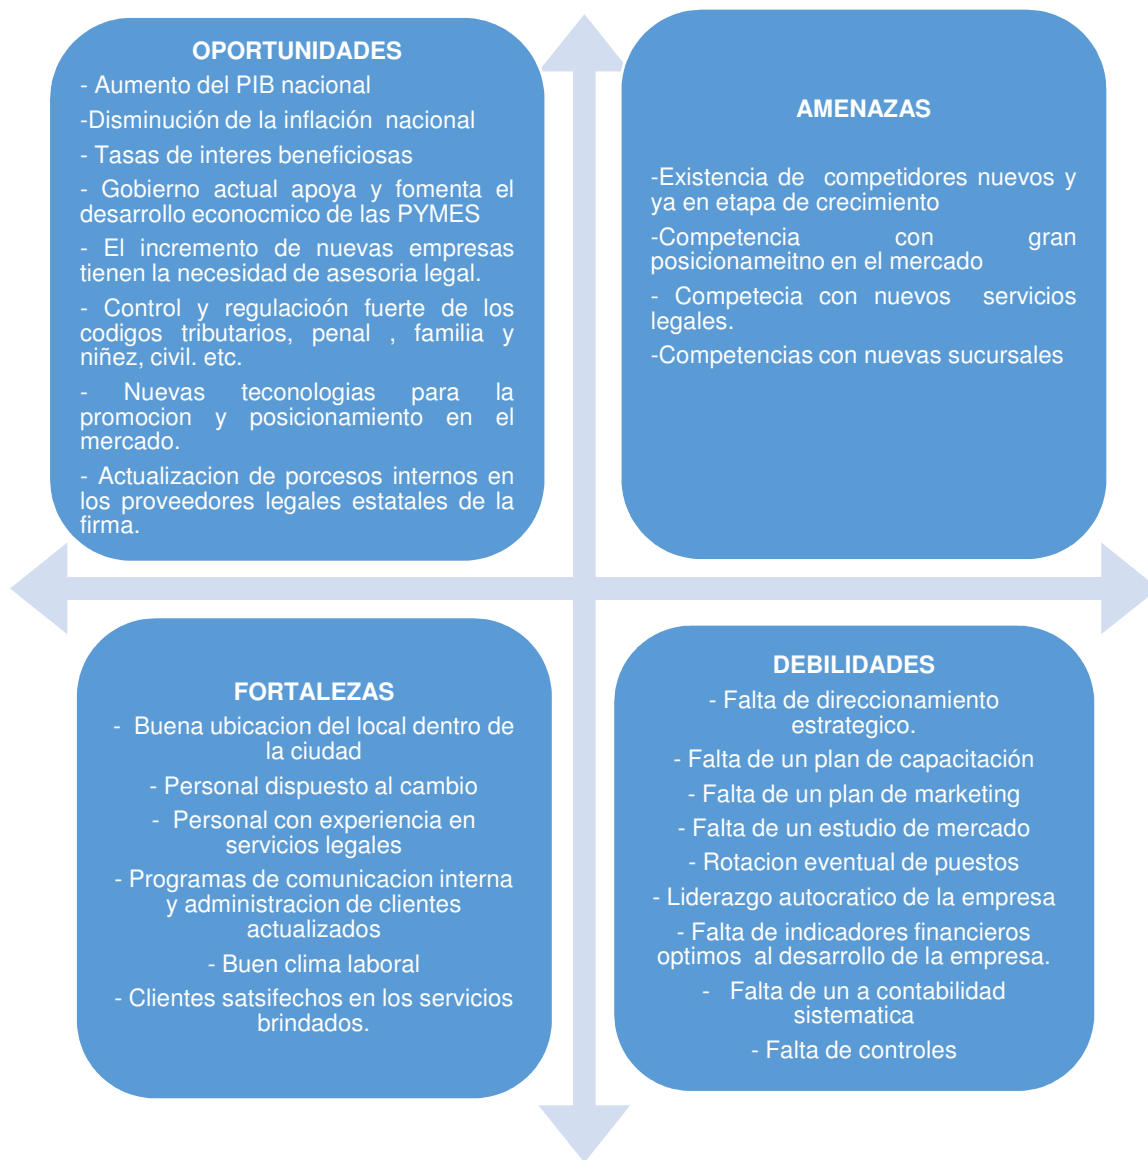 OPORTUNIDADES
- Aumento del PIB nacional
-Disminución de la inflación nacional
- Tasas de interes beneficiosas
- Gobierno actual apoya y fomenta el
desarrollo econocmico de las PYMES
- El incremento de nuevas empresas
tienen la necesidad de asesoria legal.
- Control y regulacioón fuerte de los
codigos tributarios, penal , familia y
niñez, civil. etc.
- Nuevas teconologias para la
promocion y posicionamiento en el
mercado.
- Actualizacion de porcesos internos en
los proveedores legales estatales de la
firma.
AMENAZAS
-Existencia de competidores nuevos y
ya en etapa de crecimiento
-Competencia con gran
posicionameitno en el mercado
- Competecia con nuevos servicios
legales.
-Competencias con nuevas sucursales
FORTALEZAS
- Buena ubicacion del local dentro de
la ciudad
- Personal dispuesto al cambio
- Personal con experiencia en
servicios legales
- Programas de comunicacion interna
y administracion de clientes
actualizados
- Buen clima laboral
- Clientes satsifechos en los servicios
brindados.
DEBILIDADES
- Falta de direccionamiento
estrategico.
- Falta de un plan de capacitación
- Falta de un plan de marketing
- Falta de un estudio de mercado
- Rotacion eventual de puestos
- Liderazgo autocratico de la empresa
- Falta de indicadores financieros
optimos al desarrollo de la empresa.
- Falta de un a contabilidad
sistematica
- Falta de controles